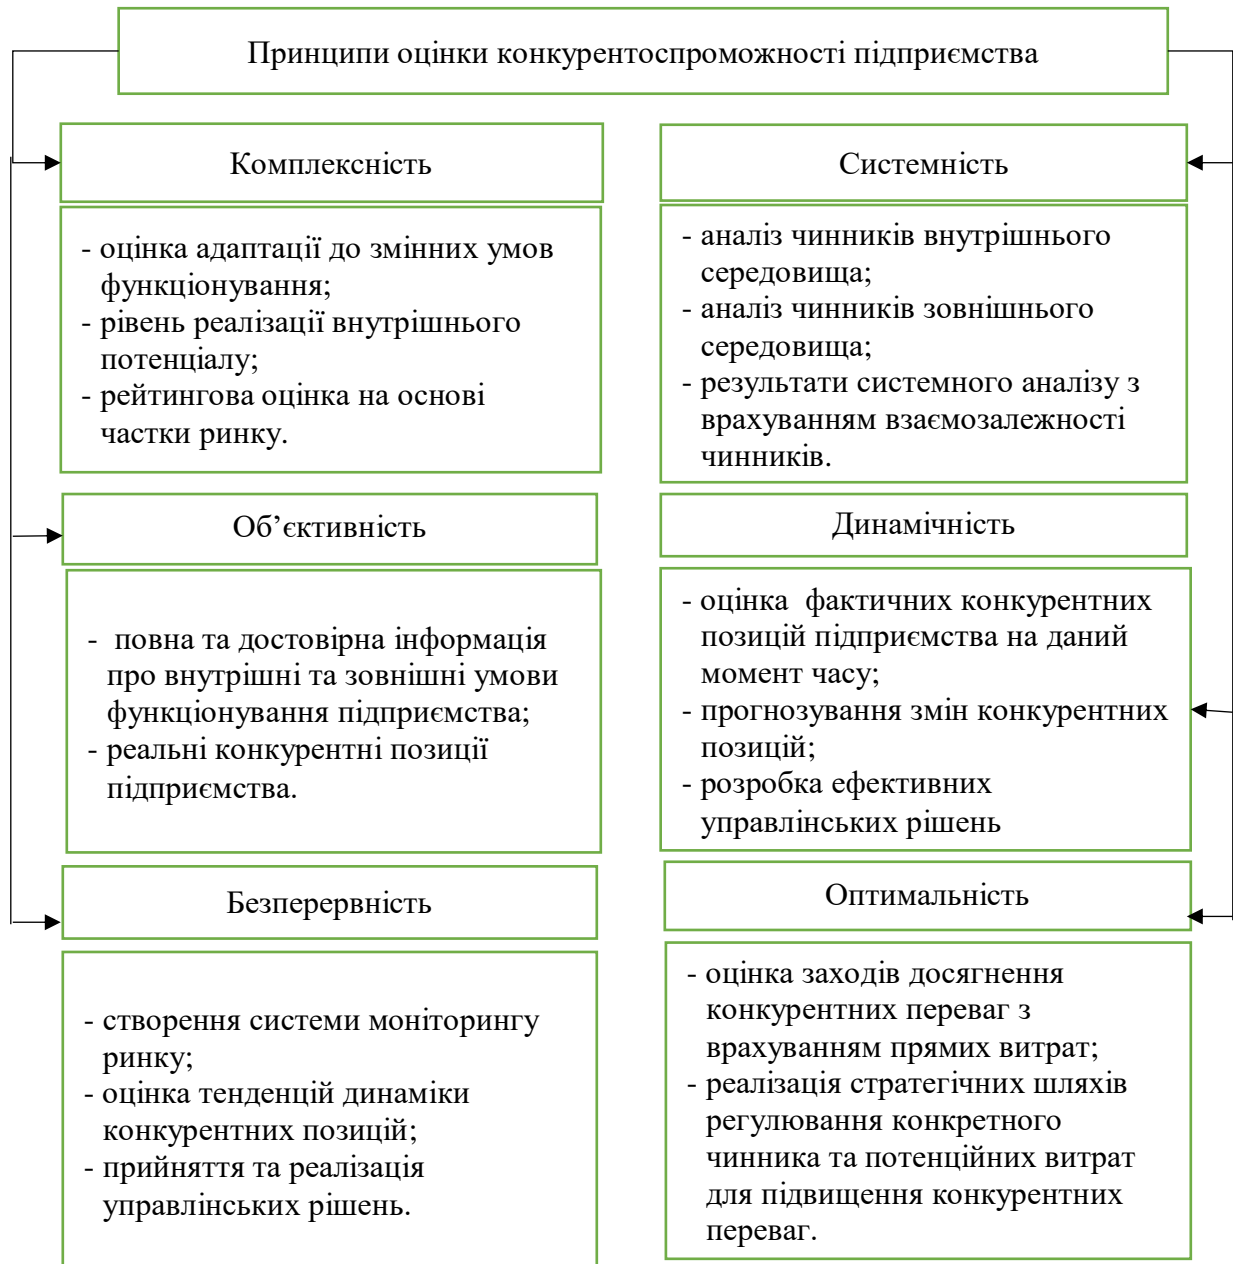 Принципи оцінки конкурентоспроможності підприємства
Комплексність
- оцінка адаптації до змінних умов
функціонування;
- рівень реалізації внутрішнього
потенціалу;
- рейтингова оцінка на основі
частки ринку.
Системність
- аналіз чинників внутрішнього
середовища;
- аналіз чинників зовнішнього
середовища;
- результати системного аналізу з
врахуванням взаємозалежності
чинників.
Об’єктивність
- повна та достовірна інформація
про внутрішні та зовнішні умови
функціонування підприємства;
- реальні конкурентні позиції
підприємства.
Динамічність
- оцінка фактичних конкурентних
позицій підприємства на даний
момент часу;
- прогнозування змін конкурентних
позицій;
- розробка ефективних
управлінських рішень
Безперервність
- створення системи моніторингу
ринку;
- оцінка тенденцій динаміки
конкурентних позицій;
- прийняття та реалізація
управлінських рішень.
Оптимальність
- оцінка заходів досягнення
конкурентних переваг з
врахуванням прямих витрат;
- реалізація стратегічних шляхів
регулювання конкретного
чинника та потенційних витрат
для підвищення конкурентних
переваг.